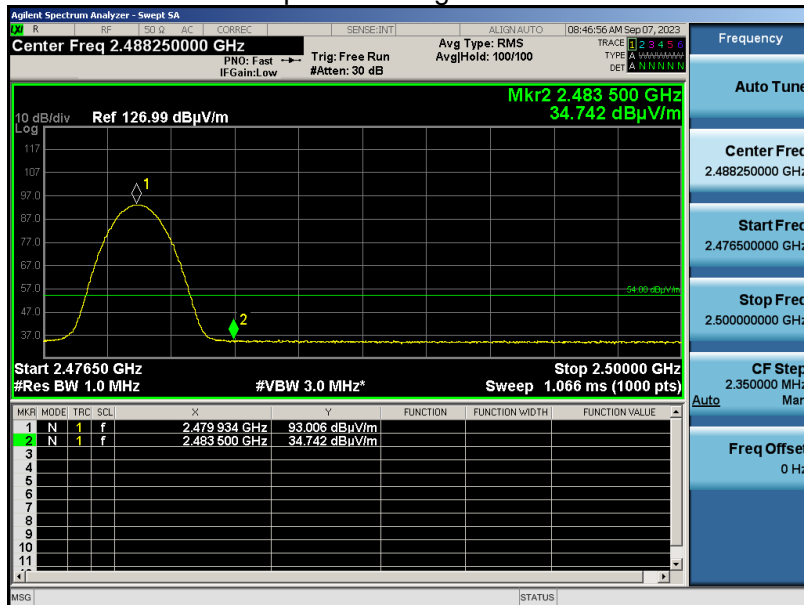 Agilent Spectrum Analyzer - Swept SA
LXI R RF 50 Ω AC CORREC SENSE:INT ALIGN AUTO 08:46:56 AM Sep 07, 2023
Center Freq 2.488250000 GHz
PNO: Fast
IFGain:Low
Trig: Free Run
#Atten: 30 dB
Avg Type: RMS
Avg|Hold: 100/100
TRACE 1 2 3 4 5 6
TYPE A WWWWW
DET A N N N N N
Mkr2 2.483 500 GHz
34.742 dBµV/m
10 dB/div Ref 126.99 dBµV/m
Log
117
107
97.0
87.0
77.0
67.0
57.0
47.0
37.0
1
2
54.00 dBµV/m
Start 2.47650 GHz Stop 2.50000 GHz
#Res BW 1.0 MHz #VBW 3.0 MHz* Sweep 1.066 ms (1000 pts)
MKR MODE TRC SCL X Y FUNCTION FUNCTION WIDTH FUNCTION VALUE
1 N 1 f 2.479 934 GHz 93.006 dBµV/m
2 N 1 f 2.483 500 GHz 34.742 dBµV/m
3
4
5
6
7
8
9
10
11
MSG STATUS
Frequency
Auto Tune
Center Freq
2.488250000 GHz
Start Freq
2.476500000 GHz
Stop Freq
2.500000000 GHz
CF Step
2.350000 MHz
Auto Man
Freq Offset
0 Hz